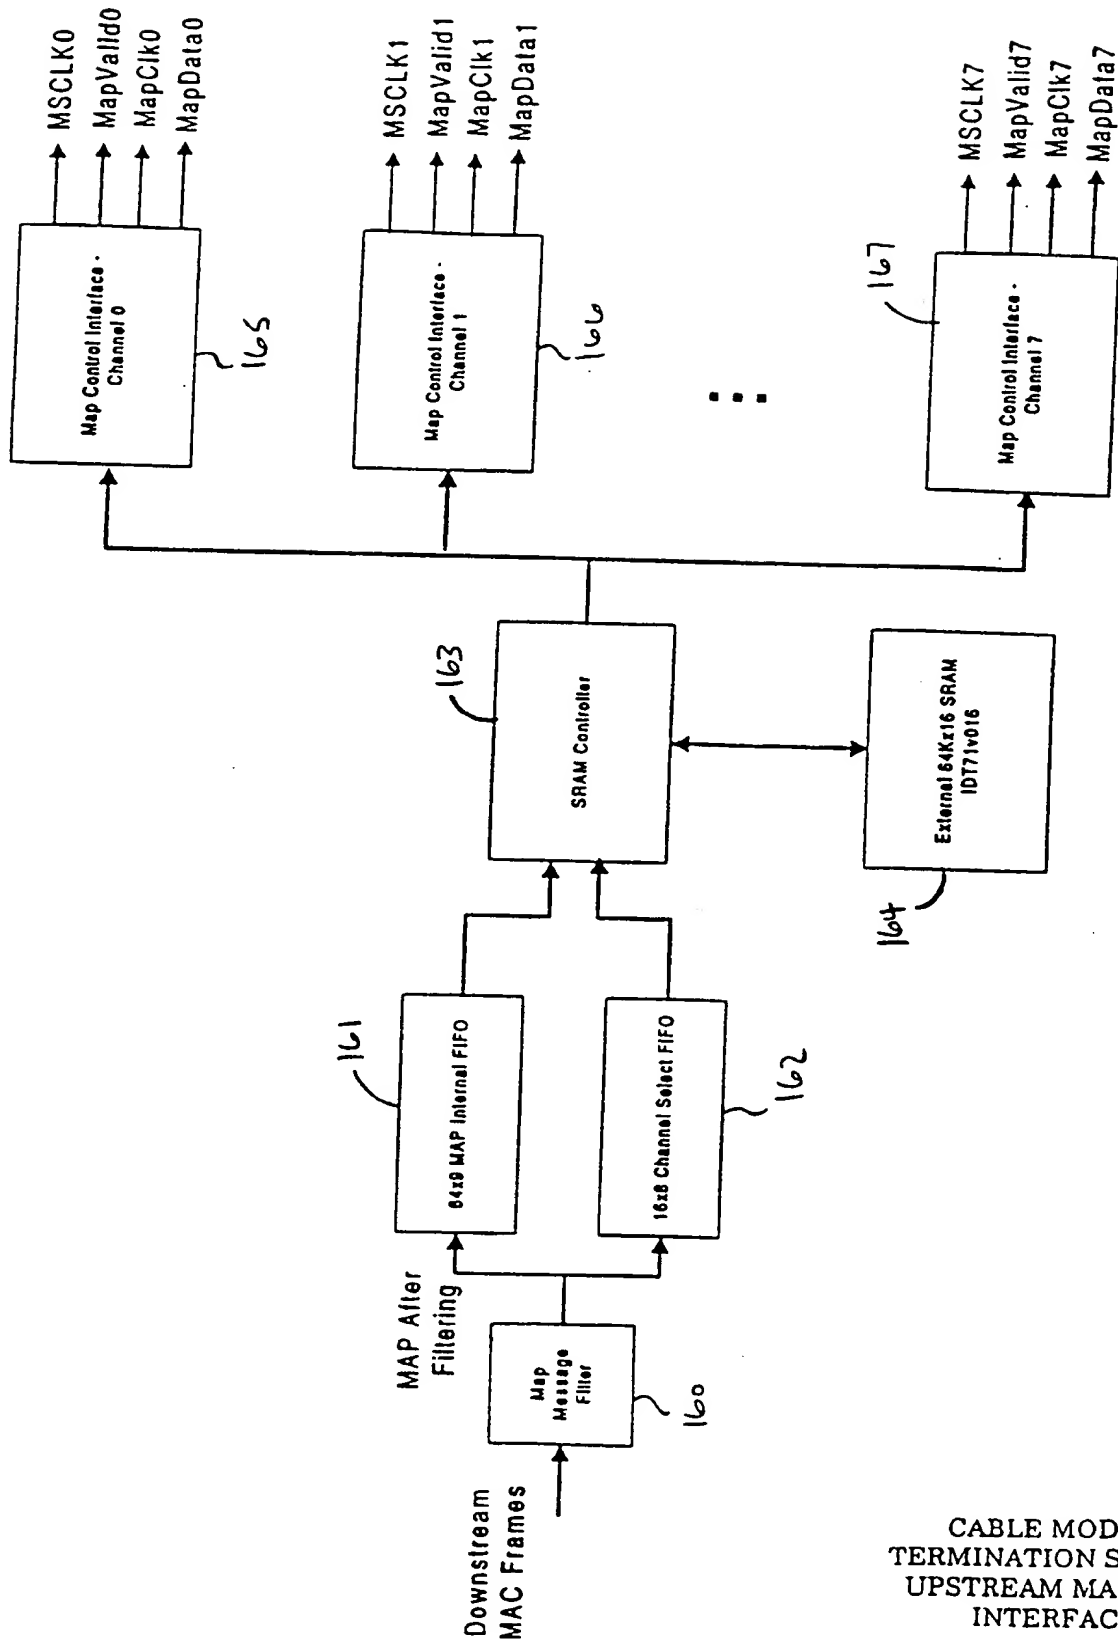 Downstream
MAC Frames
Map
Message
Filter
160
MAP After
Filtering
64x9 MAP Internal FIFO
161
16x8 Channel Select FIFO
162
SRAM Controller
163
External 64Kx16 SRAM
IDT71v016
164
Map Control Interface -
Channel 0
165
MSCLK0
MapValid0
MapClk0
MapData0
Map Control Interface -
Channel 1
166
MSCLK1
MapValid1
MapClk1
MapData1
...
Map Control Interface -
Channel 7
167
MSCLK7
MapValid7
MapClk7
MapData7
CABLE MOD
TERMINATION S
UPSTREAM MA
INTERFAC